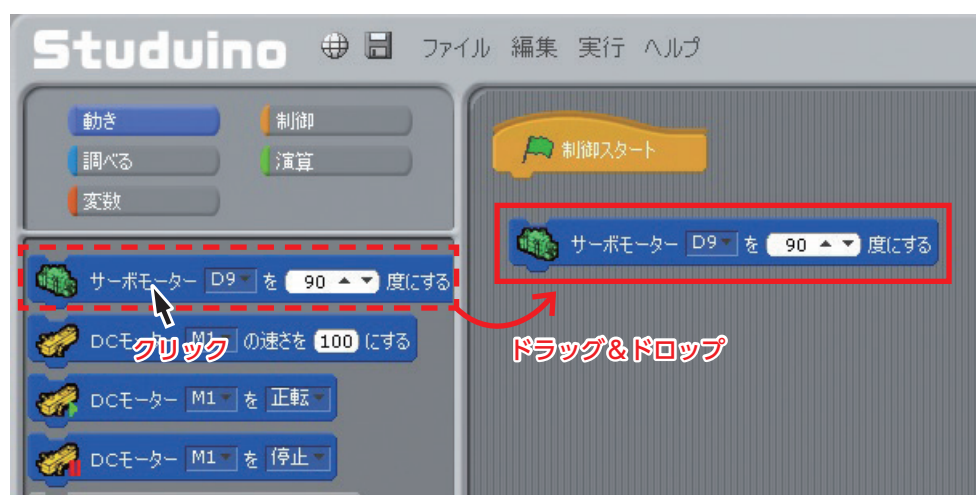 Studuino ファイル 編集 実行 ヘルプ
動き 制御
調べる 演算
変数
制御スタート
サーボモーター D9 を 90 度にする
サーボモーター D9 を 90 度にする
クリック
ドラッグ&ドロップ
DCモーター M1 の速さを 100 にする
DCモーター M1 を 正転
DCモーター M1 を 停止